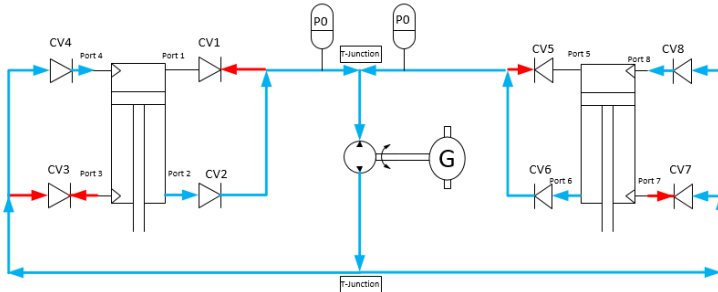 P0
P0
CV4
Port 4
Port 1
CV1
T-Junction
CV5
Port 5
Port 8
CV8
G
CV3
Port 3
Port 2
CV2
CV6
Port 6
Port 7
CV7
T-Junction